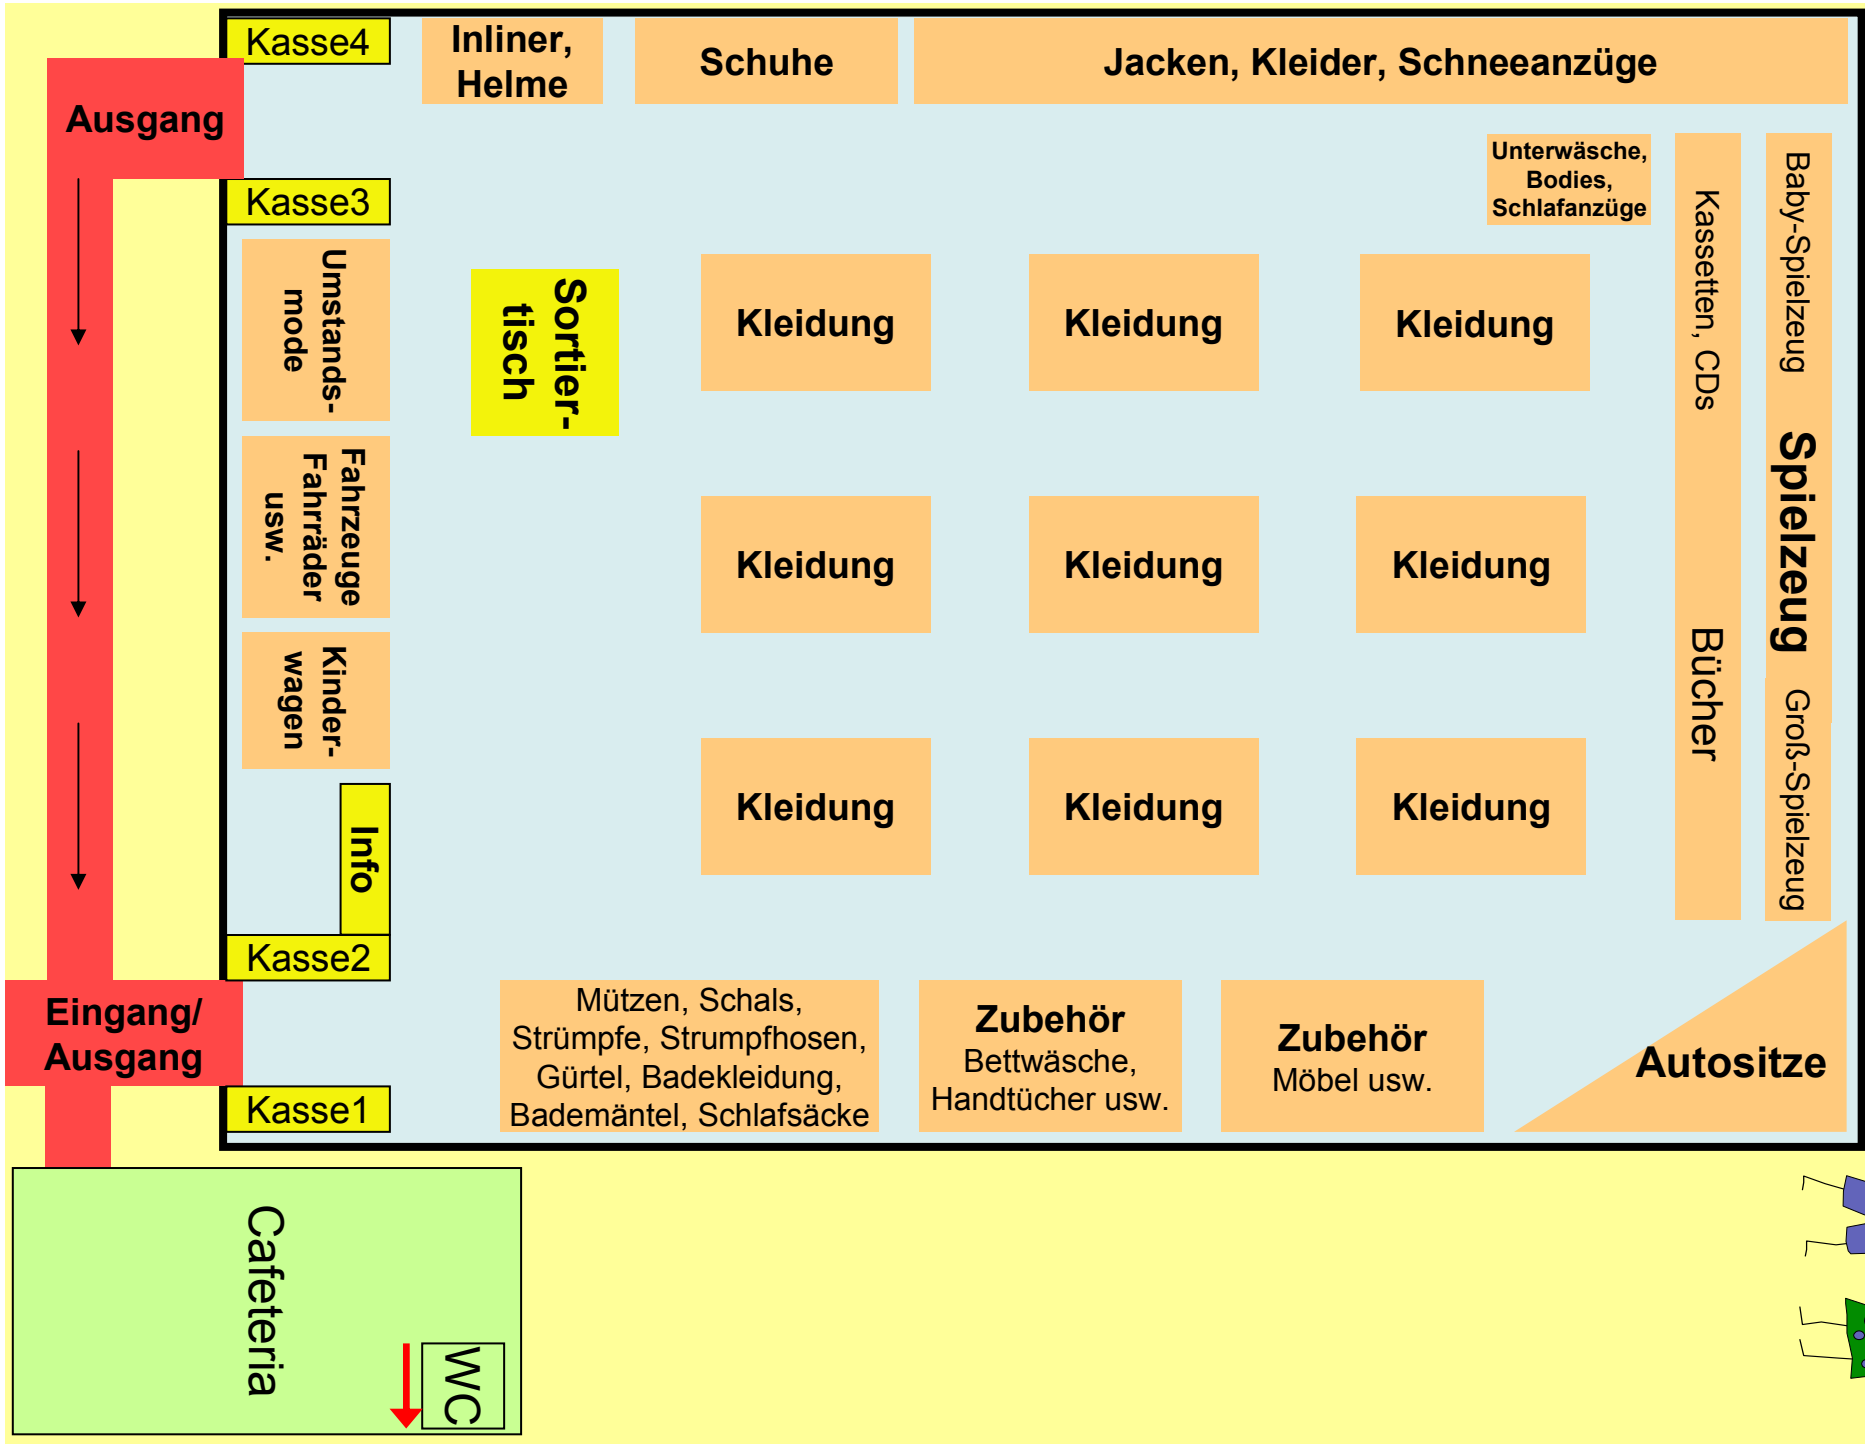 Kasse4
Inliner,
Helme
Schuhe
Jacken, Kleider, Schneeanzüge
Ausgang
Unterwäsche,
Bodies,
Schlafanzüge
Kassetten, CDs
Bücher
Baby-Spielzeug
Spielzeug
Groß-Spielzeug
Kasse3
Umstands-
mode
Sortier-
tisch
Kleidung
Kleidung
Kleidung
Fahrzeuge
Fahrräder
usw.
Kleidung
Kleidung
Kleidung
Kinder-
wagen
Kleidung
Kleidung
Kleidung
Info
Kasse2
Eingang/
Ausgang
Kasse1
Mützen, Schals,
Strümpfe, Strumpfhosen,
Gürtel, Badekleidung,
Bademäntel, Schlafsäcke
Zubehör
Bettwäsche,
Handtücher usw.
Zubehör
Möbel usw.
Autositze
Cafeteria
WC